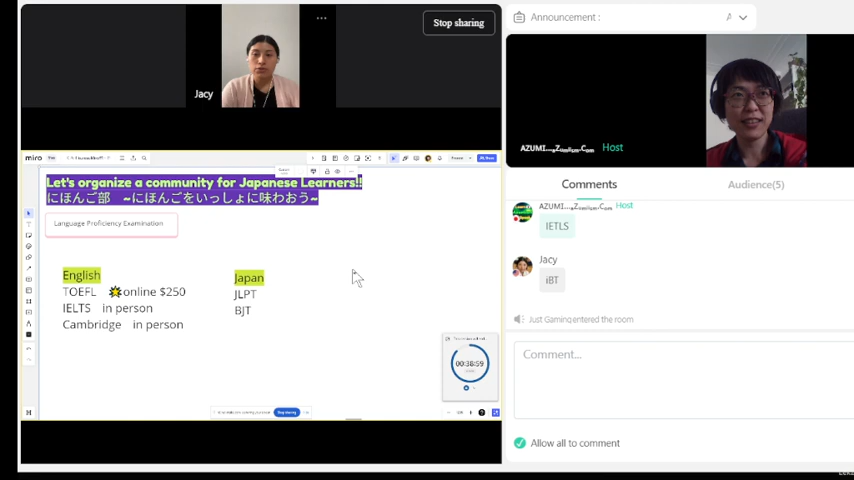 Stop sharing
Jacy
Announcement :
Host
miro
Let's organize a community for Japanese Learners!!
にほんご部 ~にほんごをいっしょに味わおう~
Language Proficiency Examination
English
TOEFL online $250
IELTS in person
Cambridge in person
Japan
JLPT
BJT
00:38:59
Stop sharing
Comments
Audience(5)
Host
IETLS
Jacy
iBT
Just Gaming entered the room
Comment...
Allow all to comment